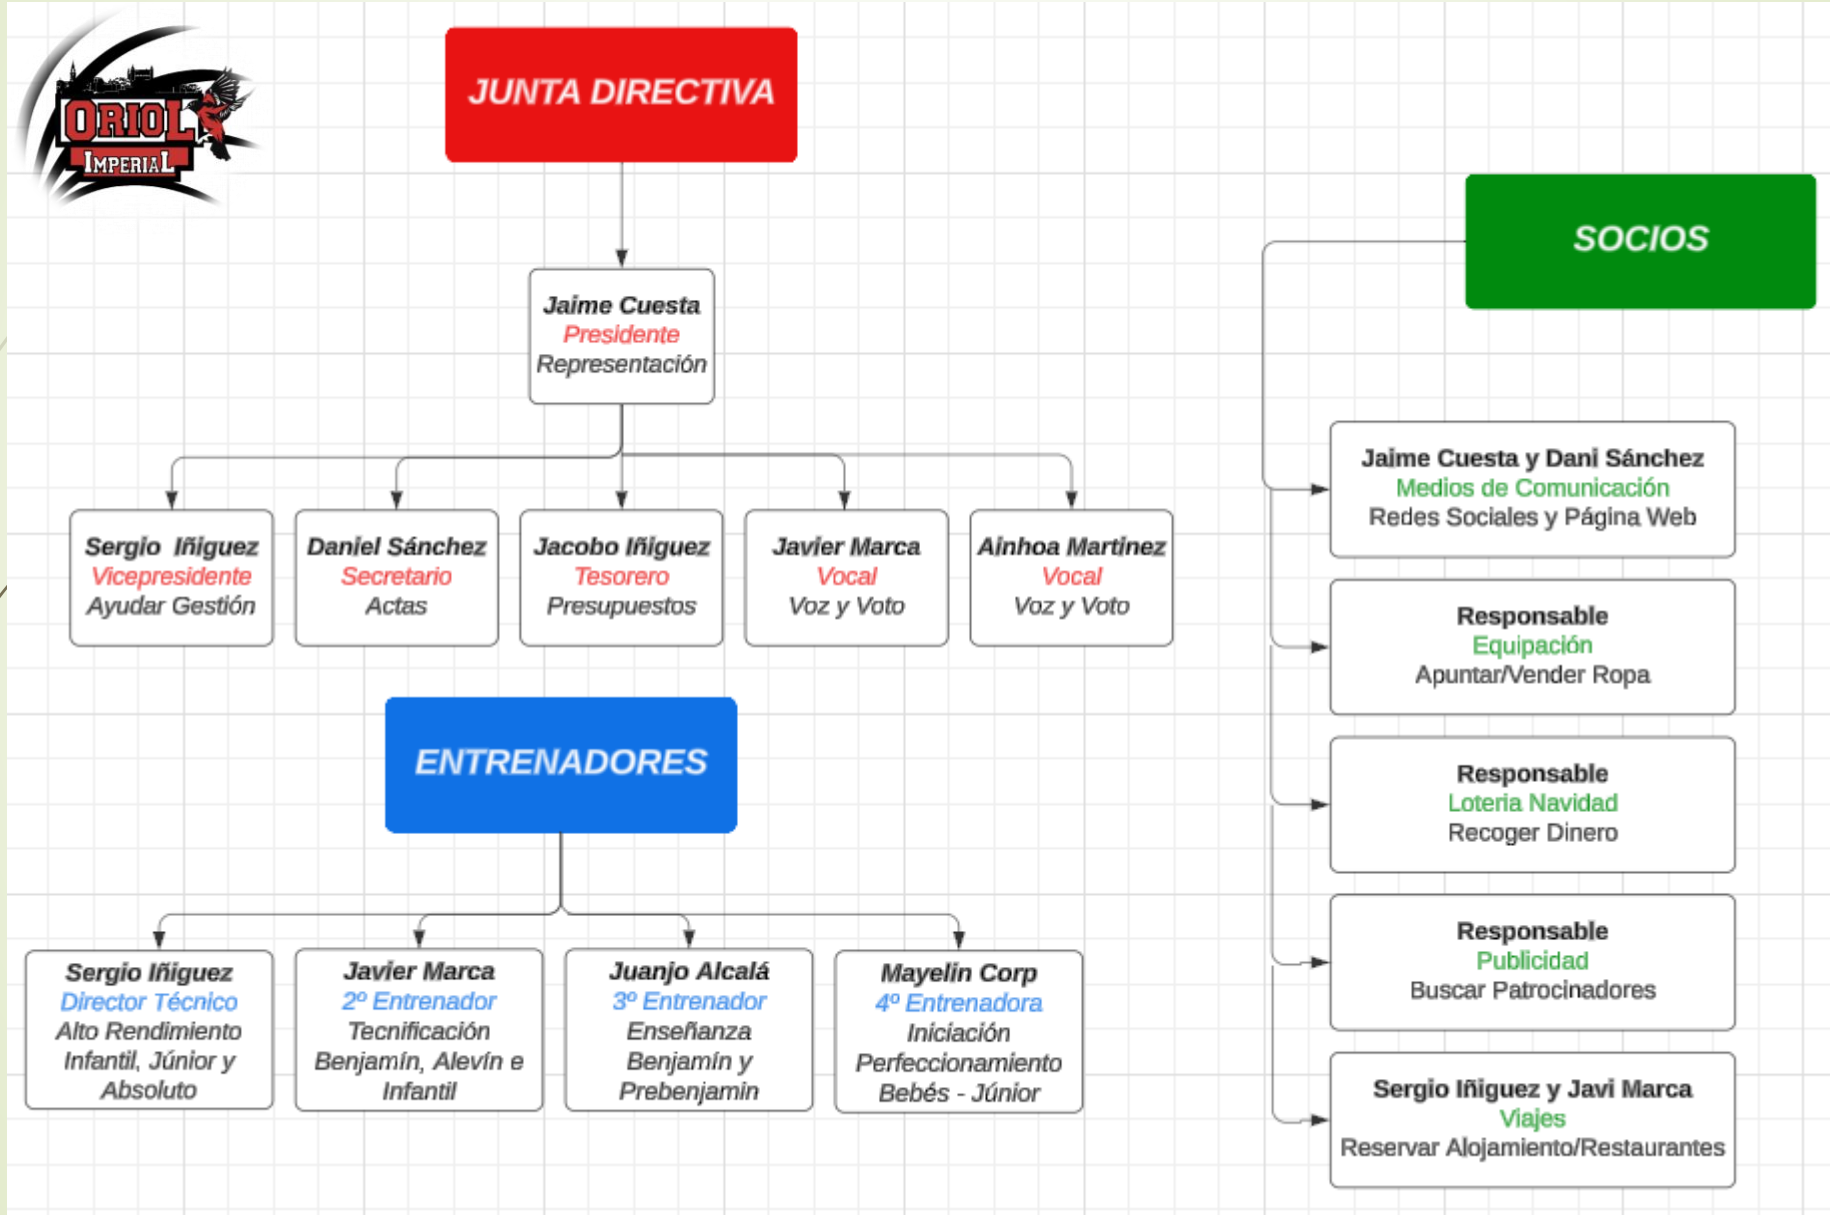 ORIOL
IMPERIAL
JUNTA DIRECTIVA
Jaime Cuesta
Presidente
Representación
Sergio Iñiguez
Vicepresidente
Ayudar Gestión
Daniel Sánchez
Secretario
Actas
Jacobo Iñiguez
Tesorero
Presupuestos
Javier Marca
Vocal
Voz y Voto
Ainhoa Martinez
Vocal
Voz y Voto
ENTRENADORES
Sergio Iñiguez
Director Técnico
Alto Rendimiento
Infantil, Júnior y
Absoluto
Javier Marca
2º Entrenador
Tecnificación
Benjamín, Alevín e
Infantil
Juanjo Alcalá
3º Entrenador
Enseñanza
Benjamín y
Prebenjamin
Mayelin Corp
4º Entrenadora
Iniciación
Perfeccionamiento
Bebés - Júnior
SOCIOS
Jaime Cuesta y Dani Sánchez
Medios de Comunicación
Redes Sociales y Página Web
Responsable
Equipación
Apuntar/Vender Ropa
Responsable
Loteria Navidad
Recoger Dinero
Responsable
Publicidad
Buscar Patrocinadores
Sergio Iñiguez y Javi Marca
Viajes
Reservar Alojamiento/Restaurantes